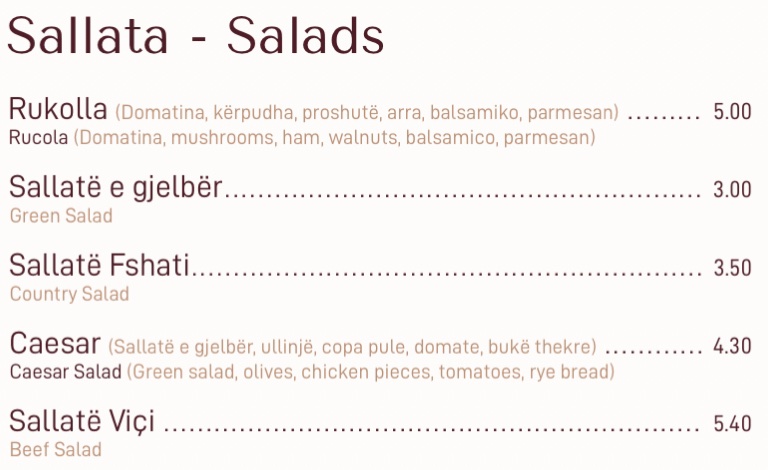 Sallata - Salads
Rukolla (Domatina, kërpudha, proshutë, arra, balsamiko, parmesan) ......... 5.00
Rucola (Domatina, mushrooms, ham, walnuts, balsamico, parmesan)
Sallatë e gjelbër.............................................. 3.00
Green Salad
Sallatë Fshati.................................................. 3.50
Country Salad
Caesar (Sallatë e gjelbër, ullinjë, copa pule, domate, bukë thekre) ............ 4.30
Caesar Salad (Green salad, olives, chicken pieces, tomatoes, rye bread)
Sallatë Viçi .................................................... 5.40
Beef Salad